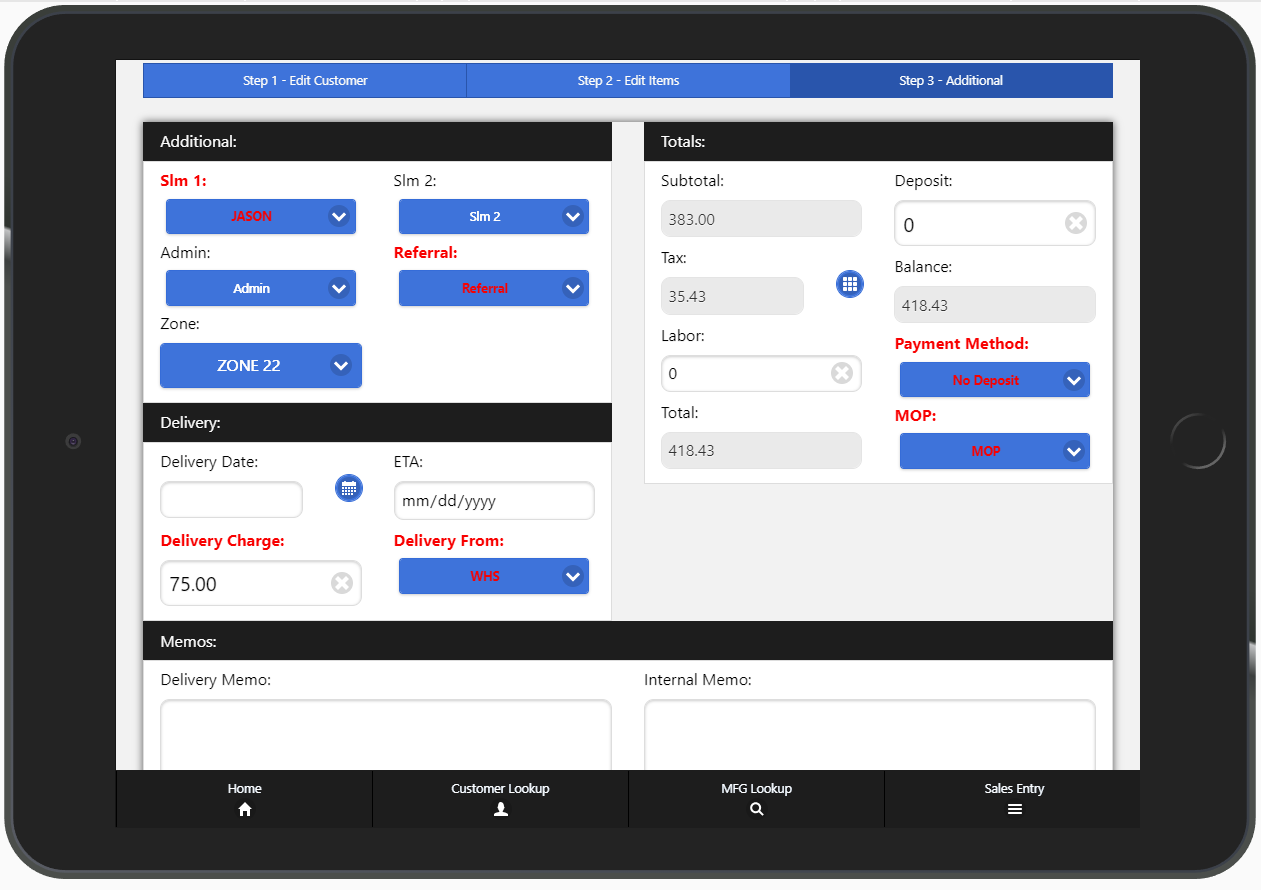 Step 1 - Edit Customer
Step 2 - Edit Items
Step 3 - Additional
Additional:
Slm 1:
Slm 2:
JASON
Slm 2
Admin:
Referral:
Admin
Referral
Zone:
ZONE 22
Delivery:
Delivery Date:
ETA:
mm/dd/yyyy
Delivery Charge:
Delivery From:
75.00
WHS
Totals:
Subtotal:
Deposit:
383.00
0
Tax:
Balance:
35.43
418.43
Labor:
Payment Method:
0
No Deposit
Total:
MOP:
418.43
MOP
Memos:
Delivery Memo:
Internal Memo:
Home
Customer Lookup
MFG Lookup
Sales Entry